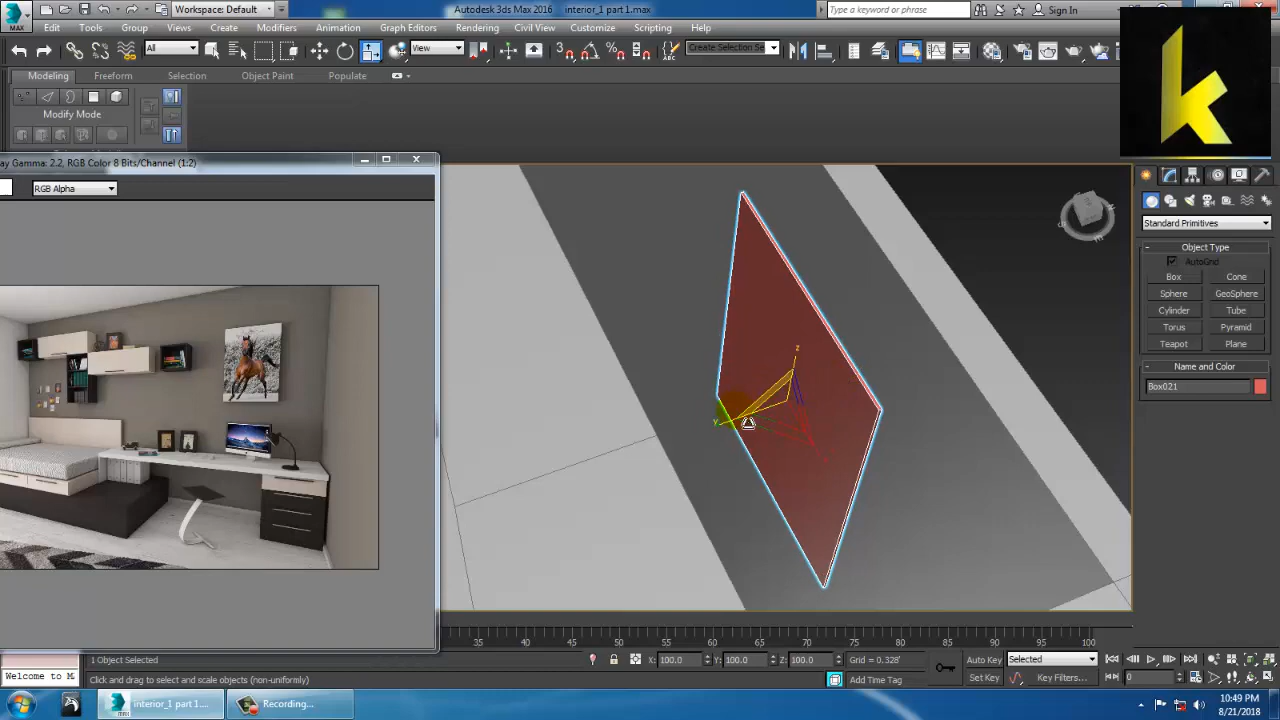 MAX
Workspace: Default
Autodesk 3ds Max 2016
interior_1 part 1.max
Type a keyword or phrase
Sign In
Edit
Tools
Group
Views
Create
Modifiers
Animation
Graph Editors
Rendering
Civil View
Customize
Scripting
Help
All
View
Create Selection Se
Modeling
Freeform
Selection
Object Paint
Populate
Modify Mode
k
ay Gamma: 2.2, RGB Color 8 Bits/Channel (1:2)
RGB Alpha
z
y
Standard Primitives
Object Type
AutoGrid
Box
Cone
Sphere
GeoSphere
Cylinder
Tube
Torus
Pyramid
Teapot
Plane
Name and Color
Box021
35
40
45
50
55
60
65
70
75
80
85
90
95
100
1 Object Selected
X: 100.0
Y: 100.0
Z: 100.0
Grid = 0.328'
Auto Key
Selected
Welcome to M
Click and drag to select and scale objects (non-uniformly)
Add Time Tag
Set Key
Key Filters...
0
interior_1 part 1....
Recording...
10:49 PM
8/21/2018